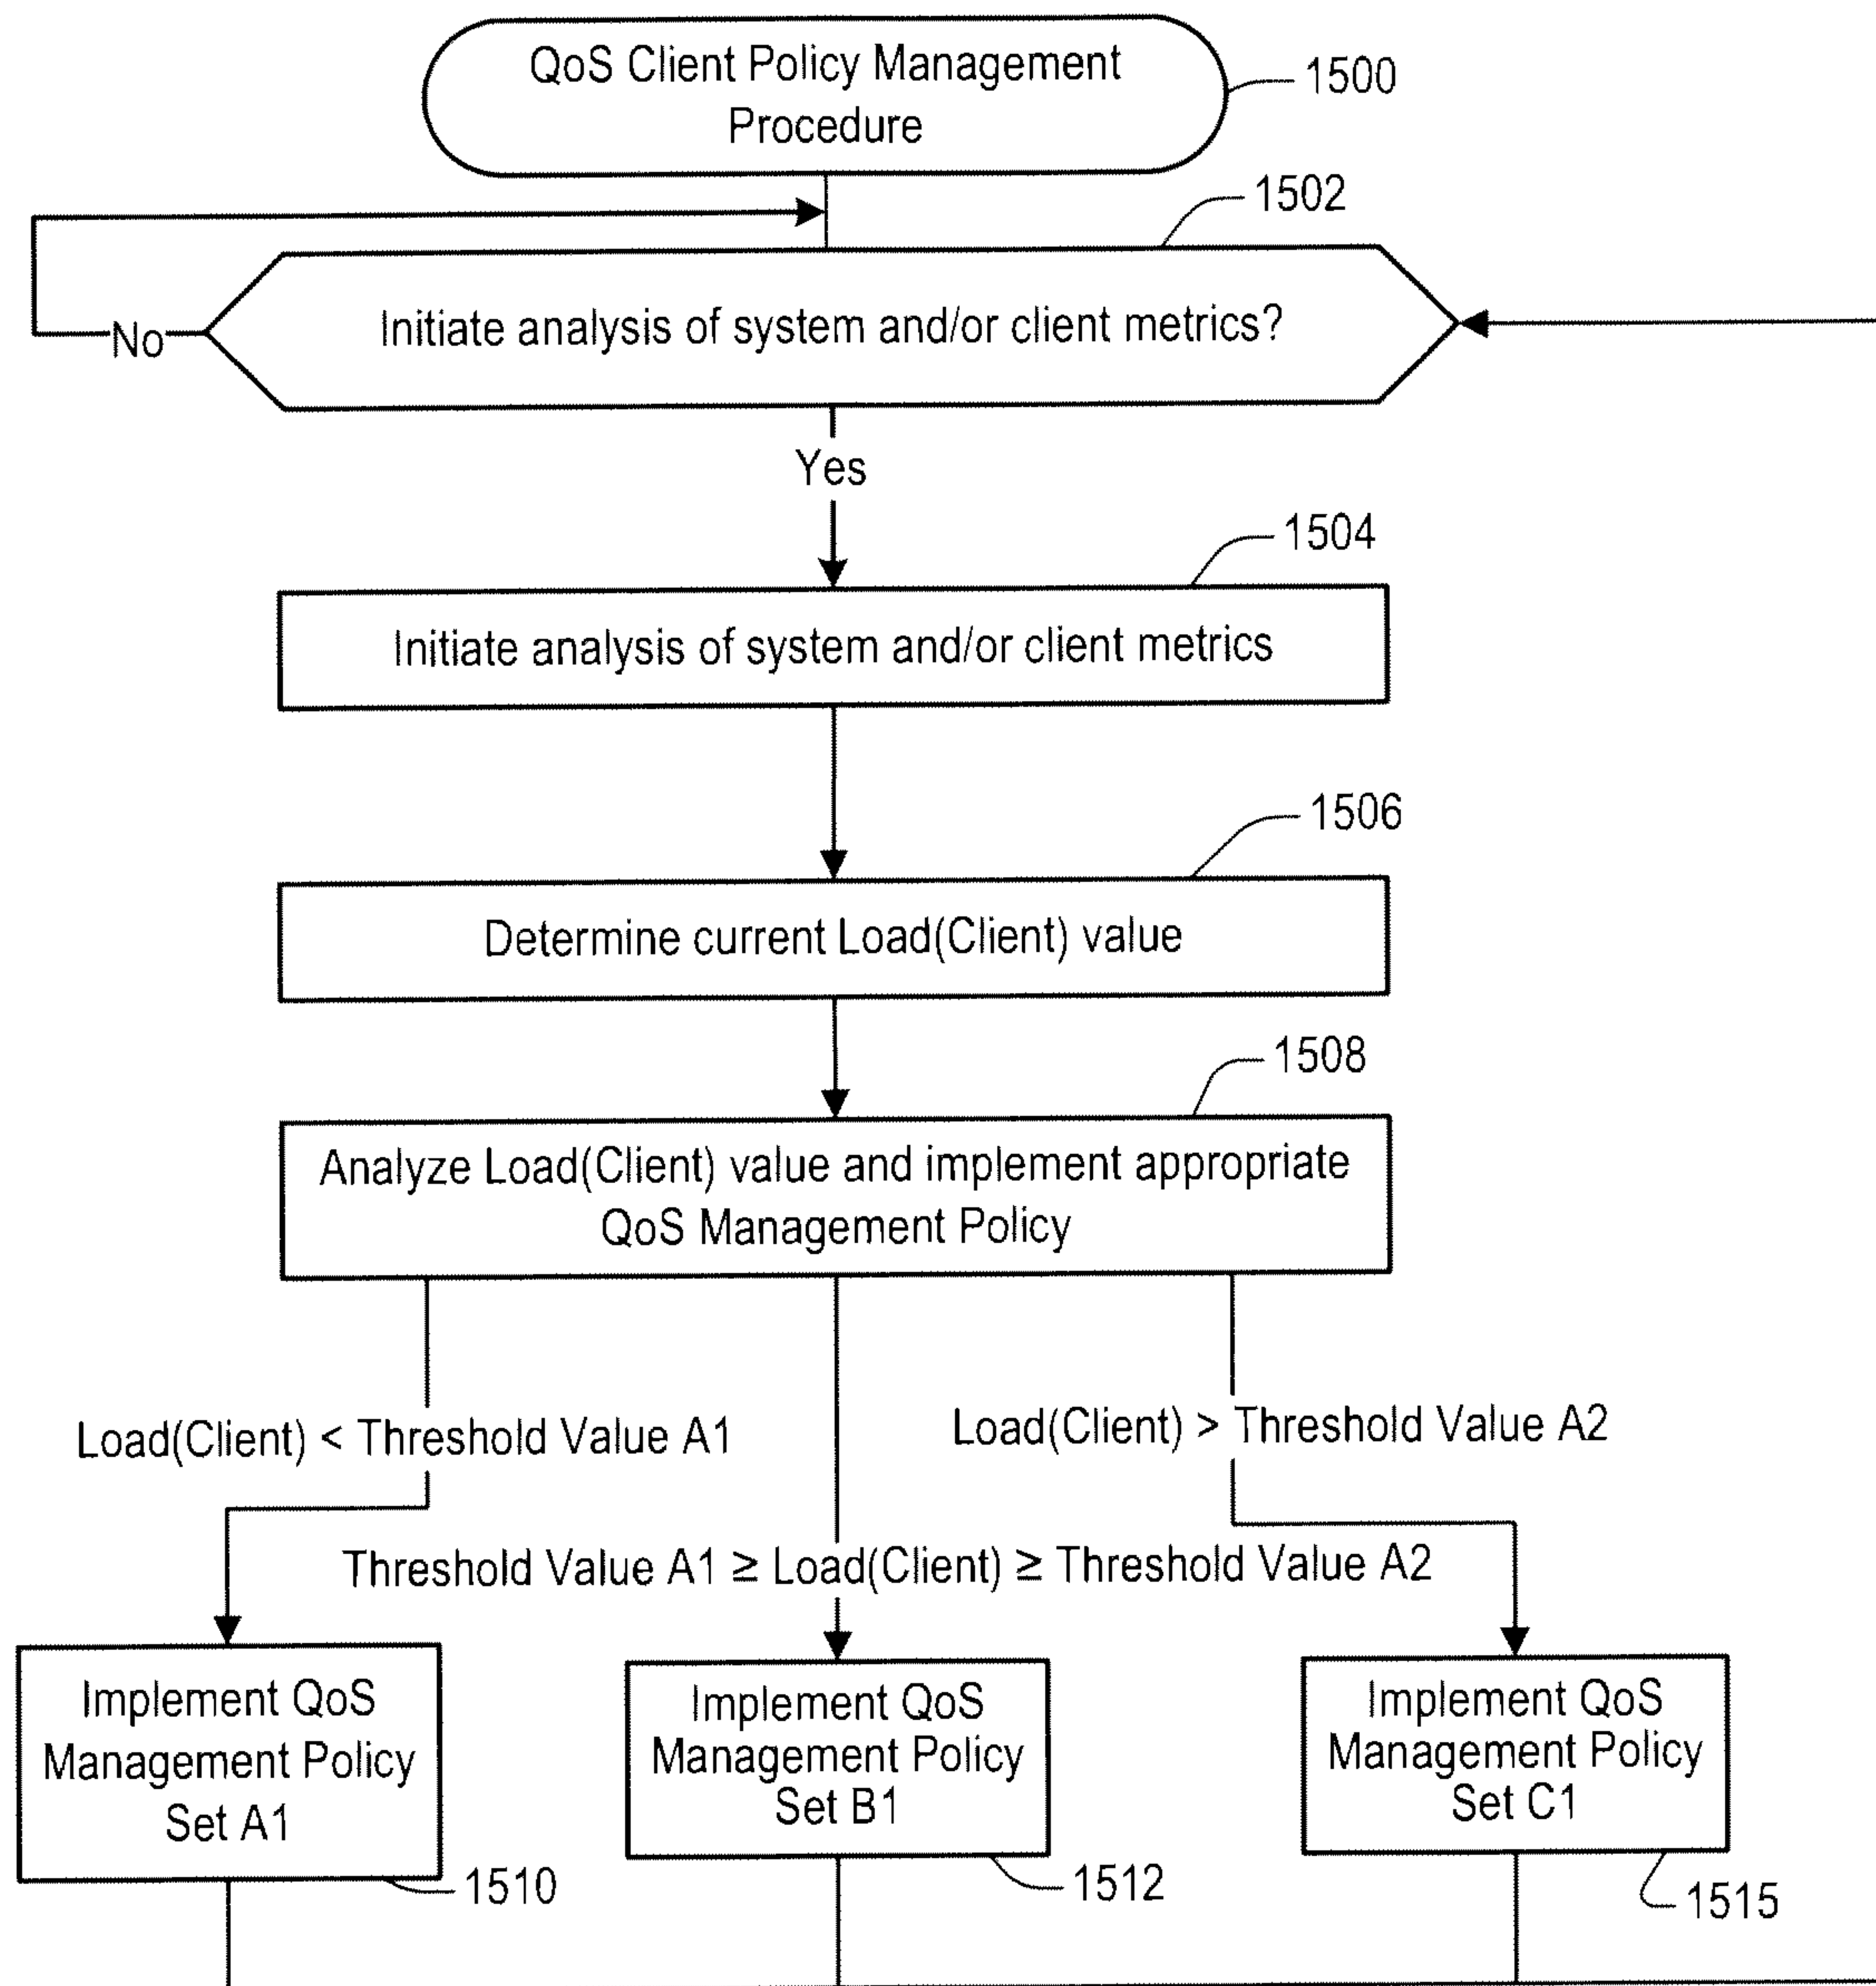 QoS Client Policy Management
Procedure
1500
1502
Initiate analysis of system and/or client metrics?
No
Yes
1504
Initiate analysis of system and/or client metrics
1506
Determine current Load(Client) value
1508
Analyze Load(Client) value and implement appropriate
QoS Management Policy
Load(Client) < Threshold Value A1
Load(Client) > Threshold Value A2
Threshold Value A1 ≥ Load(Client) ≥ Threshold Value A2
Implement QoS
Management Policy
Set A1
1510
Implement QoS
Management Policy
Set B1
1512
Implement QoS
Management Policy
Set C1
1515